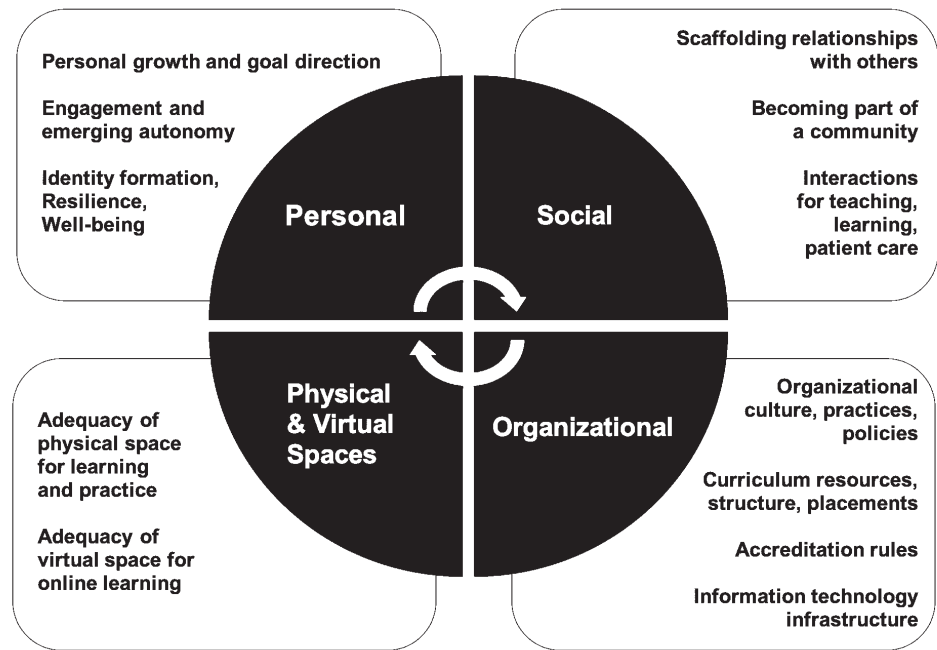 Personal growth and goal direction
Engagement and
emerging autonomy
Identity formation,
Resilience,
Well-being
Personal
Scaffolding relationships
with others
Becoming part of
a community
Interactions
for teaching,
learning,
patient care
Social
Adequacy of
physical space
for learning
and practice
Adequacy of
virtual space for
online learning
Physical
& Virtual
Spaces
Organizational
Organizational
culture, practices,
policies
Curriculum resources,
structure, placements
Accreditation rules
Information technology
infrastructure